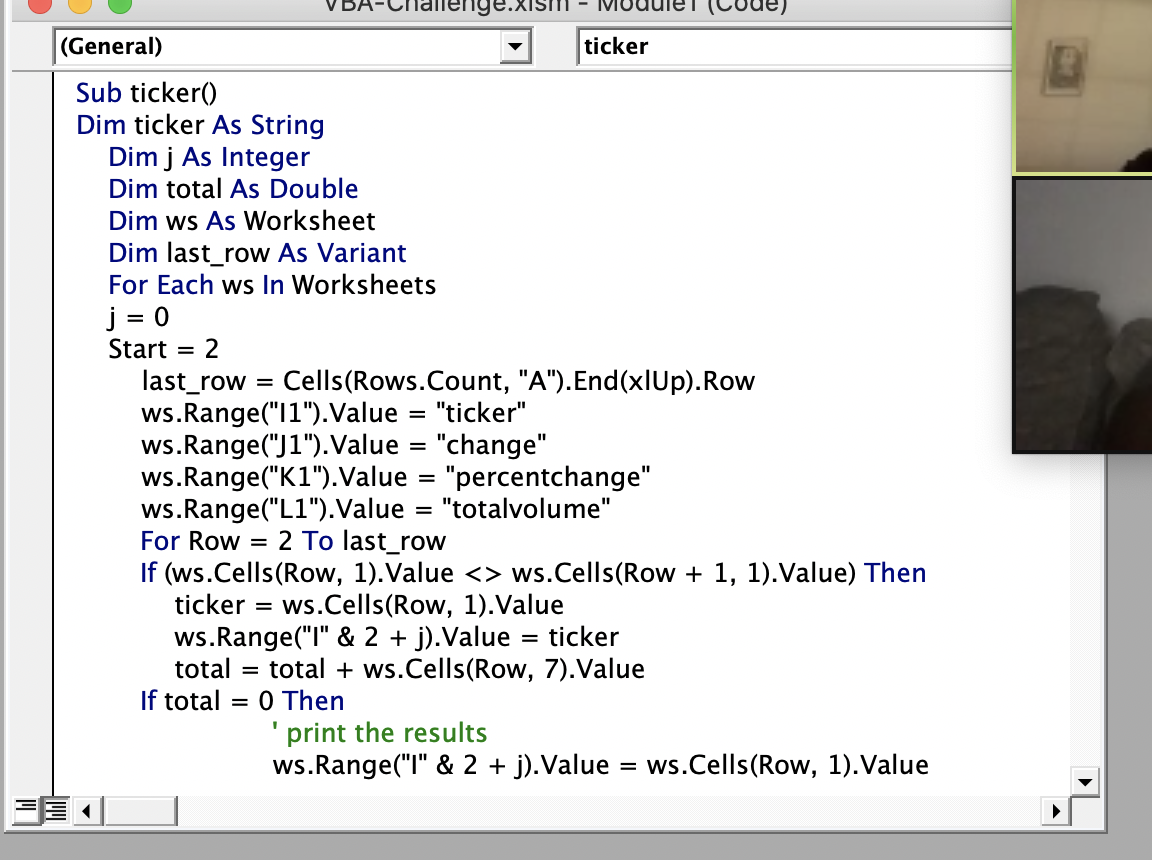 VBA-Challenge.xlsm - Module1 (Code)
(General)
ticker
Sub ticker()
Dim ticker As String
Dim j As Integer
Dim total As Double
Dim ws As Worksheet
Dim last_row As Variant
For Each ws In Worksheets
j = 0
Start = 2
last_row = Cells(Rows.Count, "A").End(xlUp).Row
ws.Range("I1").Value = "ticker"
ws.Range("J1").Value = "change"
ws.Range("K1").Value = "percentchange"
ws.Range("L1").Value = "totalvolume"
For Row = 2 To last_row
If (ws.Cells(Row, 1).Value <> ws.Cells(Row + 1, 1).Value) Then
ticker = ws.Cells(Row, 1).Value
ws.Range("I" & 2 + j).Value = ticker
total = total + ws.Cells(Row, 7).Value
If total = 0 Then
' print the results
ws.Range("I" & 2 + j).Value = ws.Cells(Row, 1).Value